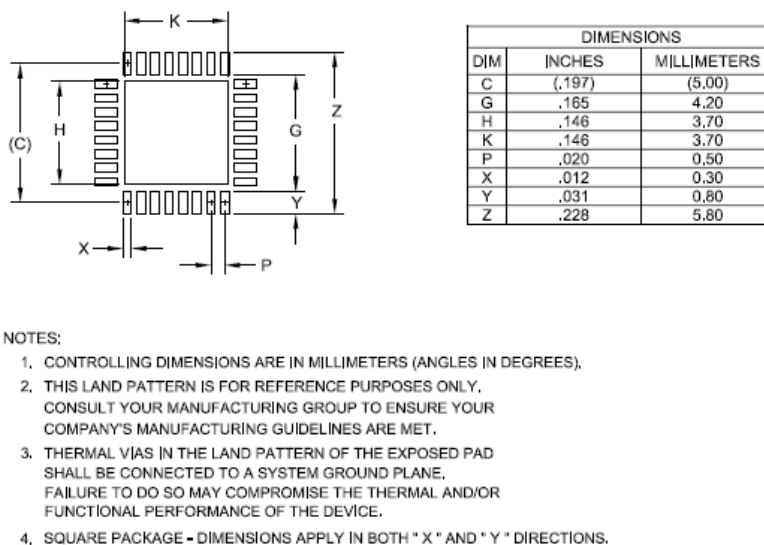 K
Z
(C)
H
G
Y
X
P
DIMENSIONS
DIM INCHES MILLIMETERS
C (.197) (5.00)
G .165 4.20
H .146 3.70
K .146 3.70
P .020 0.50
X .012 0.30
Y .031 0.80
Z .228 5.80
NOTES:
1. CONTROLLING DIMENSIONS ARE IN MILLIMETERS (ANGLES IN DEGREES).
2. THIS LAND PATTERN IS FOR REFERENCE PURPOSES ONLY.
CONSULT YOUR MANUFACTURING GROUP TO ENSURE YOUR
COMPANY'S MANUFACTURING GUIDELINES ARE MET.
3. THERMAL VIAS IN THE LAND PATTERN OF THE EXPOSED PAD
SHALL BE CONNECTED TO A SYSTEM GROUND PLANE.
FAILURE TO DO SO MAY COMPROMISE THE THERMAL AND/OR
FUNCTIONAL PERFORMANCE OF THE DEVICE.
4. SQUARE PACKAGE - DIMENSIONS APPLY IN BOTH " X " AND " Y " DIRECTIONS.